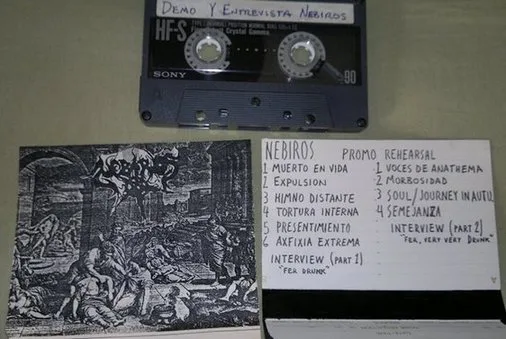 DEMO Y ENTREVISTA NEBIROS
HF-S
Crystal Gamma
SONY
90
NEBIROS PROMO REHEARSAL
1 MUERTO EN VIDA
2 EXPULSION
3 HIMNO DISTANTE
4 TORTURA INTERNA
5 PRESENTIMIENTO
6 AXFIXIA EXTREMA
INTERVIEW (PART 1)
"FER DRUNK"
1 VOCES DE ANATHEMA
2 MORBOSIDAD
3 SOUL/JOURNEY IN
4 SEMEJANZA
INTERVIEW (PART 2)
"FER, VERY VERY DRUNK"